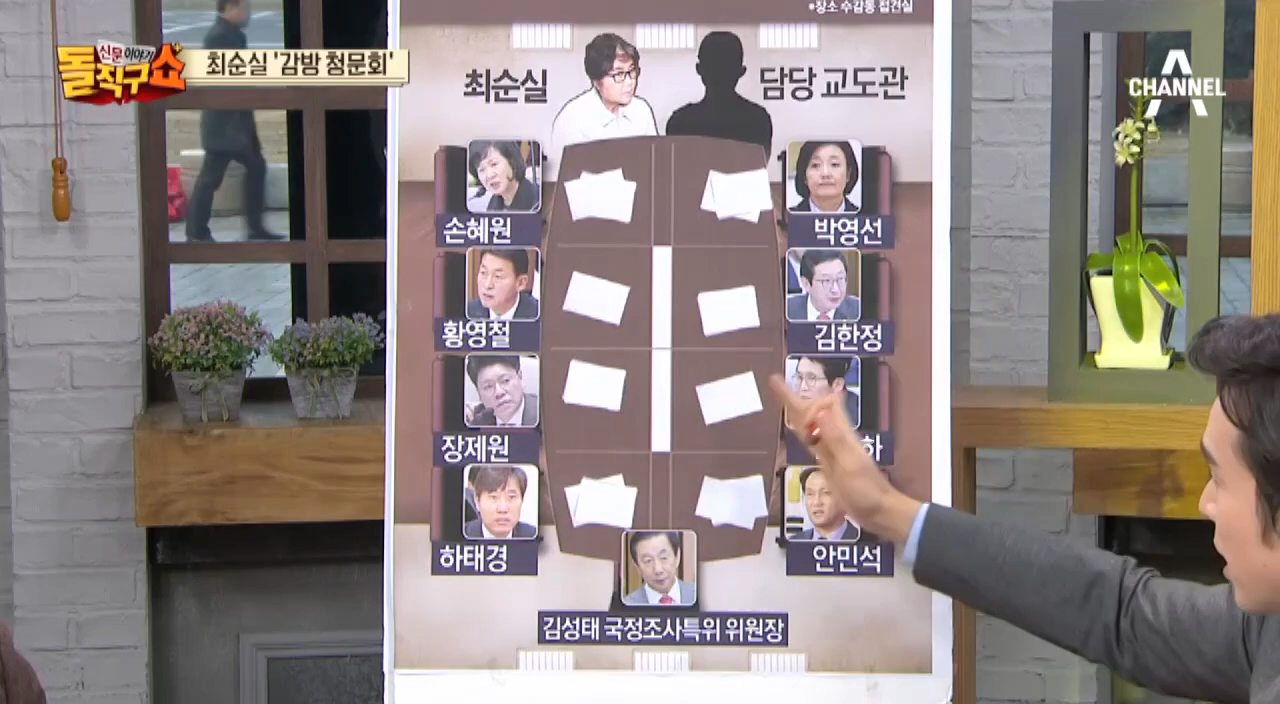 *장소 수감동 접견실
신문이야기
돌직구쇼
최순실 '감방 청문회'
CHANNEL A
최순실
담당 교도관
손혜원
박영선
황영철
김한정
장제원
하
하태경
안민석
김성태 국정조사특위 위원장